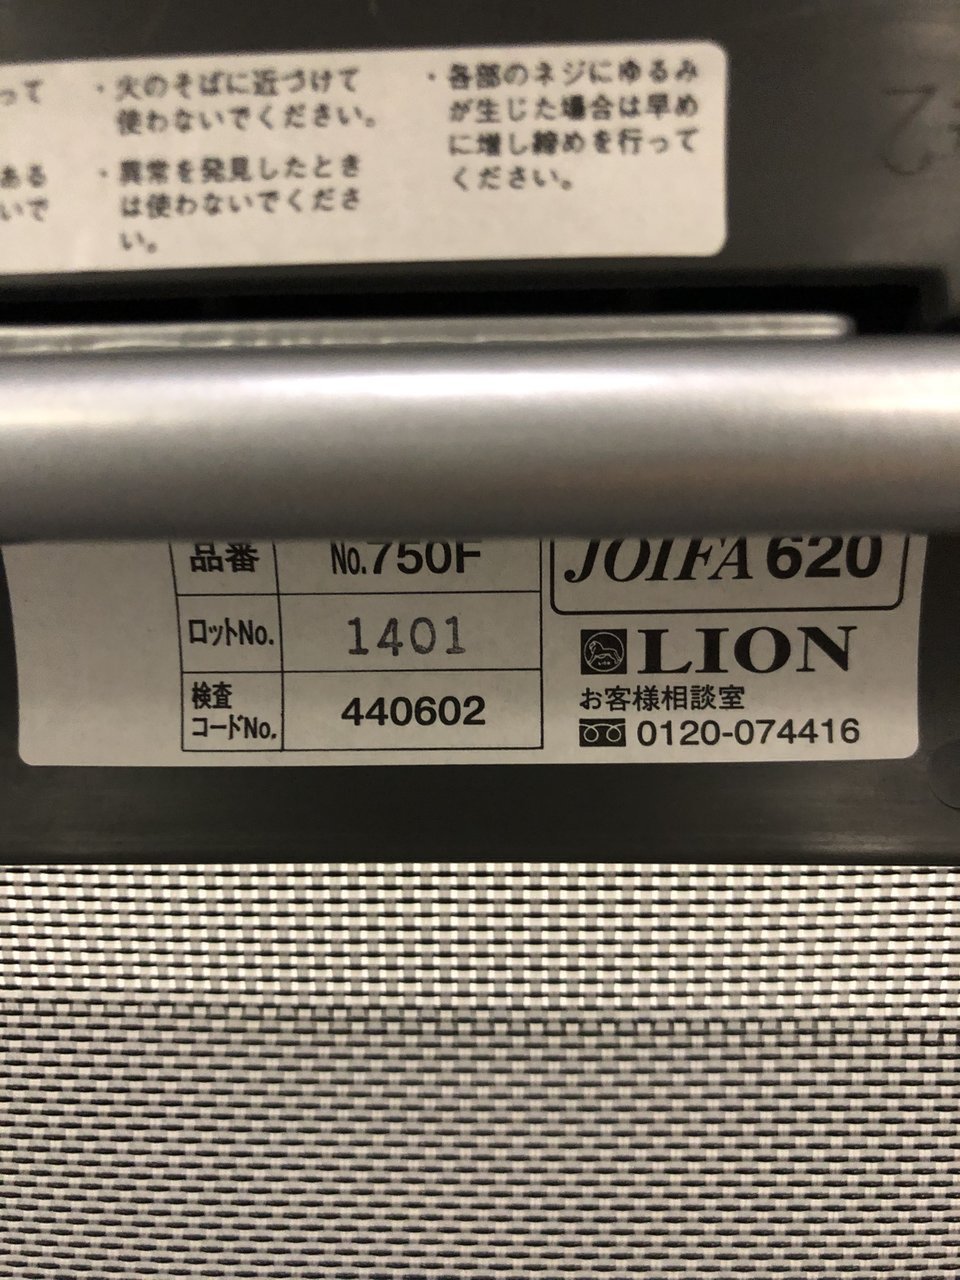 って
・火のそばに近づけて
使わないでください。
・異常を発見したとき
は使わないでくださ
い。
ある
いで
・各部のネジにゆるみ
が生じた場合は早め
に増し締めを行って
ください。
品番 No.750F
ロットNo. 1401
検査
コードNo. 440602
JOIFA 620
LION
お客様相談室
0120-074416